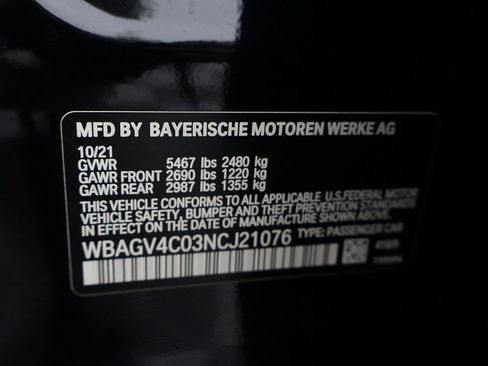 MFD BY BAYERISCHE MOTOREN WERKE AG
10/21
GVWR 5467 lbs 2480 kg
GAWR FRONT 2690 lbs 1220 kg
GAWR REAR 2987 lbs 1355 kg
THIS VEHICLE CONFORMS TO ALL APPLICABLE U.S. FEDERAL MOTOR
VEHICLE SAFETY, BUMPER AND THEFT PREVENTION STANDARDS
IN EFFECT ON THE DATE OF MANUFACTURE SHOWN ABOVE.
WBAGV4C03NCJ21076 TYPE: PASSENGER CAR